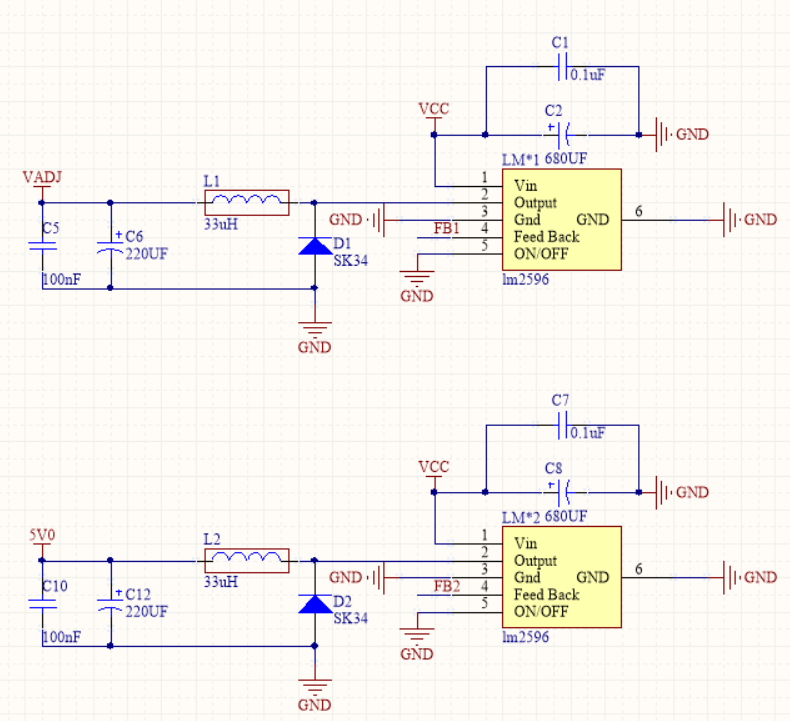 C1
0.1uF
VCC
C2
680UF
GND
LM*1
VADJ
L1
33uH
1 Vin
2 Output
3 Gnd GND 6
4 Feed Back
5 ON/OFF
GND
FB1
GND
GND
C5
100nF
C6
220UF
D1
SK34
lm2596
GND
C7
0.1uF
VCC
C8
680UF
GND
LM*2
5V0
L2
33uH
1 Vin
2 Output
3 Gnd GND 6
4 Feed Back
5 ON/OFF
GND
FB2
GND
GND
C10
100nF
C12
220UF
D2
SK34
lm2596
GND